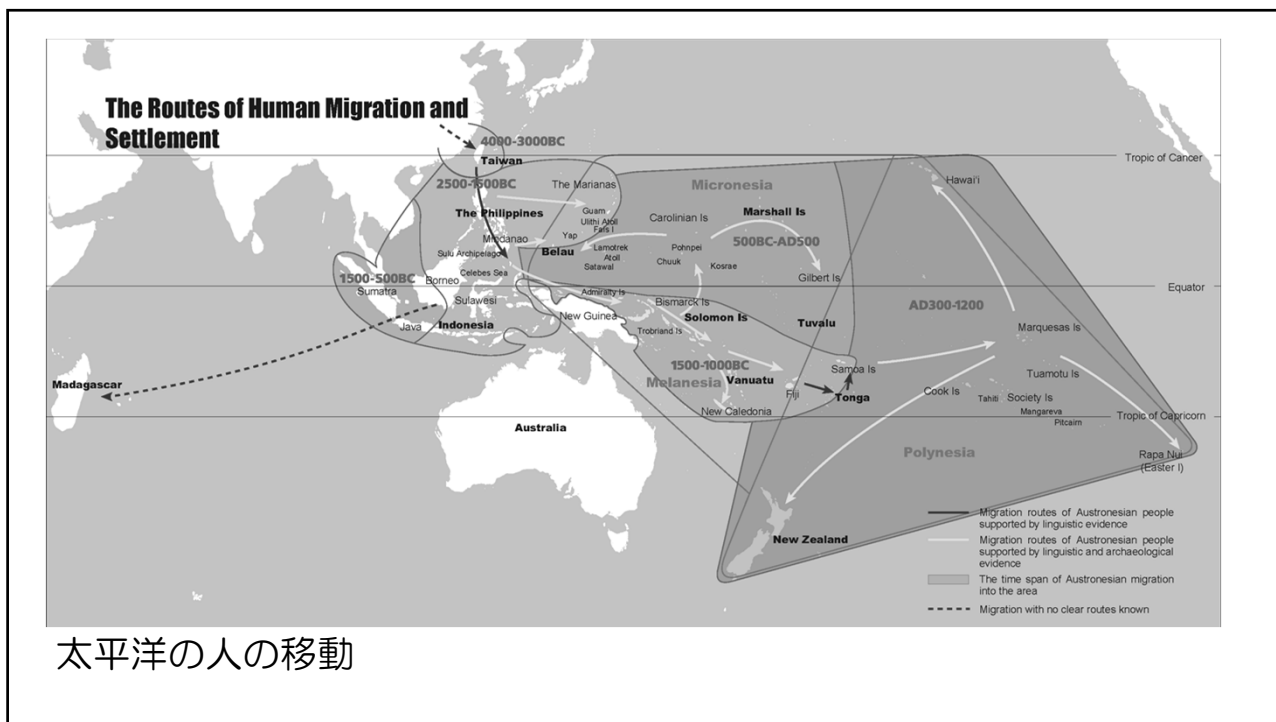 The Routes of Human Migration and
Settlement
4000-3000BC
Taiwan
Tropic of Cancer
2500-1500BC
The Marianas
Micronesia
Hawai'i
The Philippines
Guam
Ulithi Atoll
Fais I
Carolinian Is
Marshall Is
Mindanao
Yap
500BC-AD500
Sulu Archipelago
Belau
Lamotrek
Atoll
Satawal
Pohnpei
Chuuk
Kosrae
1500-500BC
Borneo
Celebes Sea
Gilbert Is
Sumatra
Equator
Sulawesi
Admiralty Is
Bismarck Is
AD300-1200
Java
Indonesia
New Guinea
Solomon Is
Tuvalu
Trobriand Is
Marquesas Is
1500-1000BC
Melanesia
Vanuatu
Samoa Is
Tuamotu Is
Madagascar
Fiji
Tonga
Cook Is
Tahiti
Society Is
New Caledonia
Mangareva
Tropic of Capricorn
Pitcairn
Australia
Polynesia
Rapa Nui
(Easter I)
New Zealand
Migration routes of Austronesian people
supported by linguistic evidence
Migration routes of Austronesian people
supported by linguistic and archaeological
evidence
The time span of Austronesian migration
into the area
Migration with no clear routes known
太平洋の人の移動